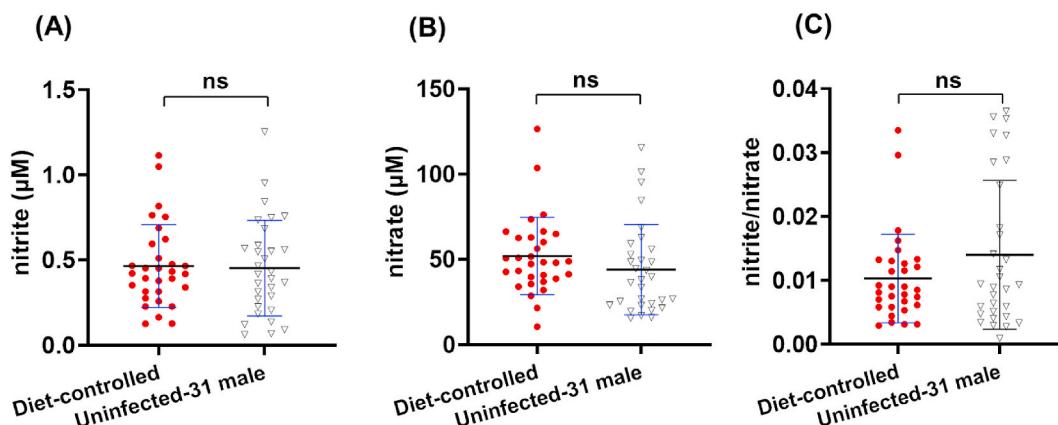 (A)
nitrite (μM)
1.5
1.0
0.5
0.0
ns
Diet-controlled
Uninfected-31 male
(B)
nitrate (μM)
150
100
50
0
ns
Diet-controlled
Uninfected-31 male
(C)
nitrite/nitrate
0.04
0.03
0.02
0.01
0.00
ns
Diet-controlled
Uninfected-31 male